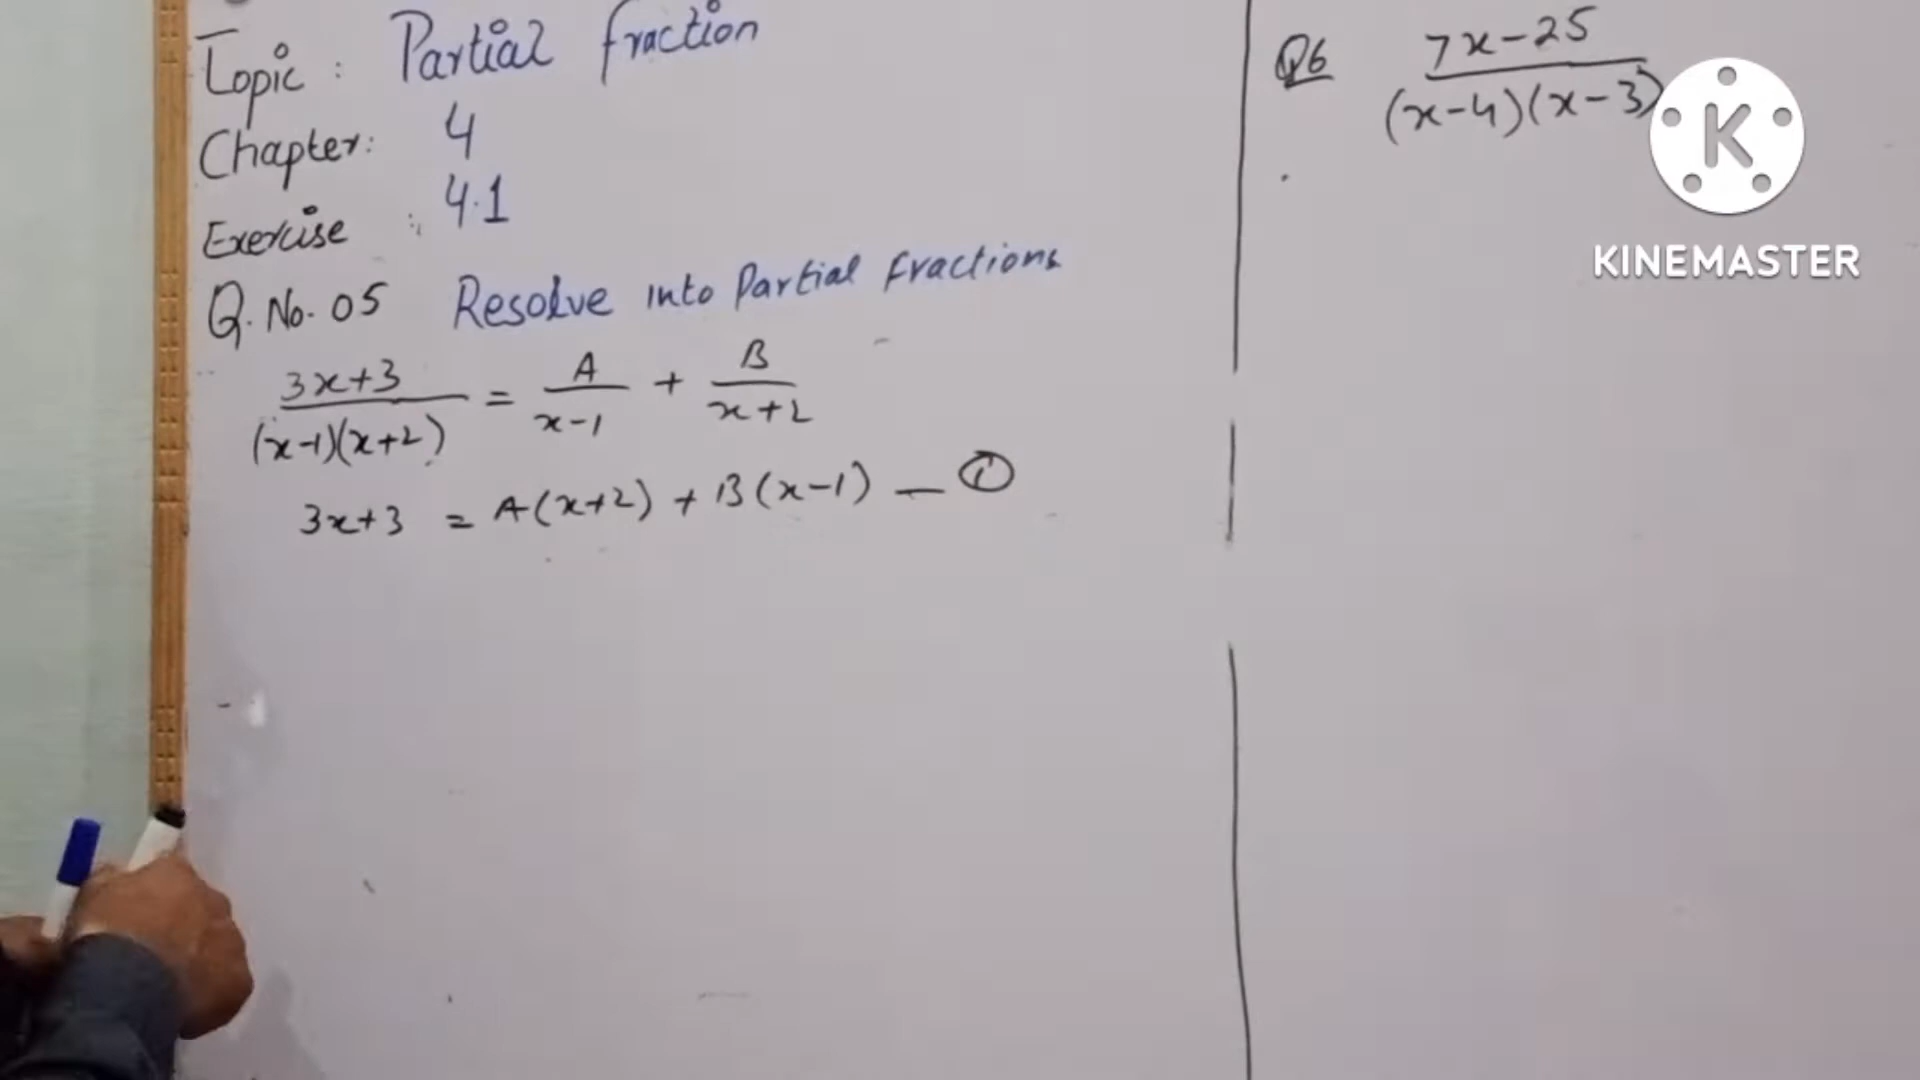 Topic : Partial fraction
Chapter: 4
Exercise : 4.1
Q. No. 05 Resolve into Partial fractions
3x+3 / (x-1)(x+2) = A / x-1 + B / x+2
3x+3 = A(x+2) + B(x-1) — ①
Q6 7x-25 / (x-4)(x-3)
K
KINEMASTER